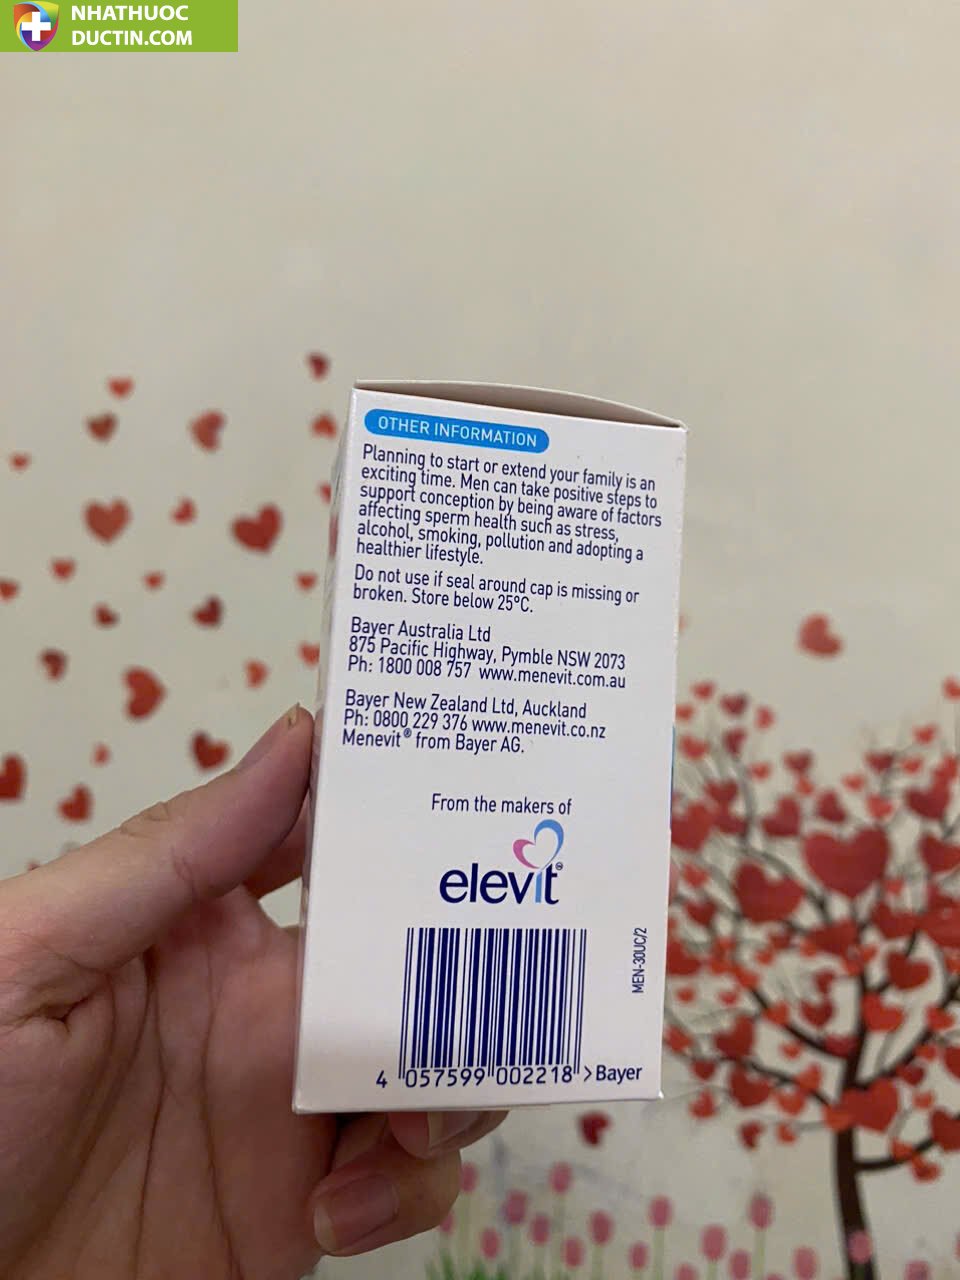 NHATHUOC
DUCTIN.COM
OTHER INFORMATION
Planning to start or extend your family is an
exciting time. Men can take positive steps to
support conception by being aware of factors
affecting sperm health such as stress,
alcohol, smoking, pollution and adopting a
healthier lifestyle.
Do not use if seal around cap is missing or
broken. Store below 25°C.
Bayer Australia Ltd
875 Pacific Highway, Pymble NSW 2073
Ph: 1800 008 757 www.menevit.com.au
Bayer New Zealand Ltd, Auckland
Ph: 0800 229 376 www.menevit.co.nz
Menevit® from Bayer AG.
From the makers of
elevit™
MEN-30UC/2
4 057599 002218 >Bayer